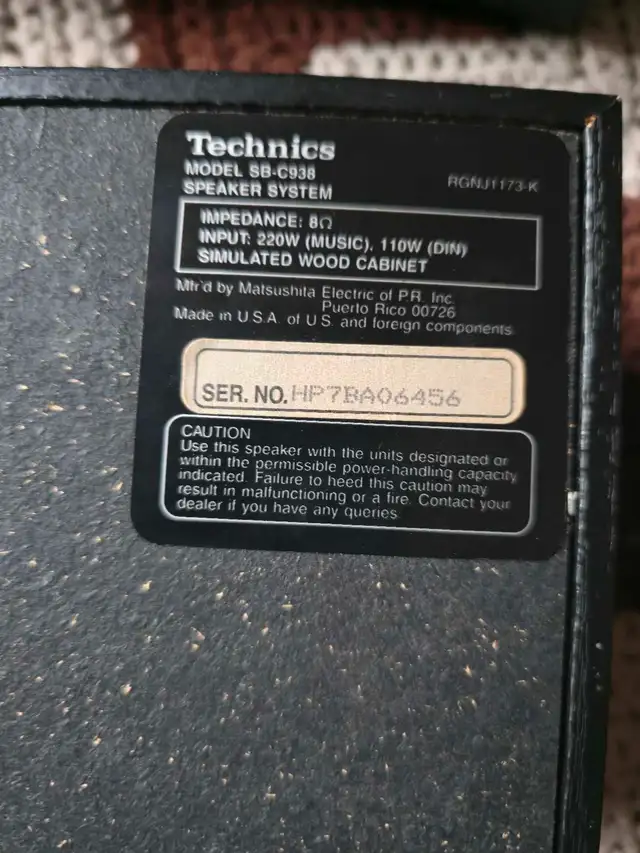 Technics
MODEL SB-C938
RGNJ1173-K
SPEAKER SYSTEM
IMPEDANCE: 8Ω
INPUT: 220W (MUSIC), 110W (DIN)
SIMULATED WOOD CABINET
Mfr'd by Matsushita Electric of P.R. Inc.
Puerto Rico 00726
Made in U.S.A. of U.S. and foreign components
SER. NO. HP7BA06456
CAUTION
Use this speaker with the units designated or
within the permissible power-handling capacity
indicated. Failure to heed this caution may
result in malfunctioning or a fire. Contact your
dealer if you have any queries.